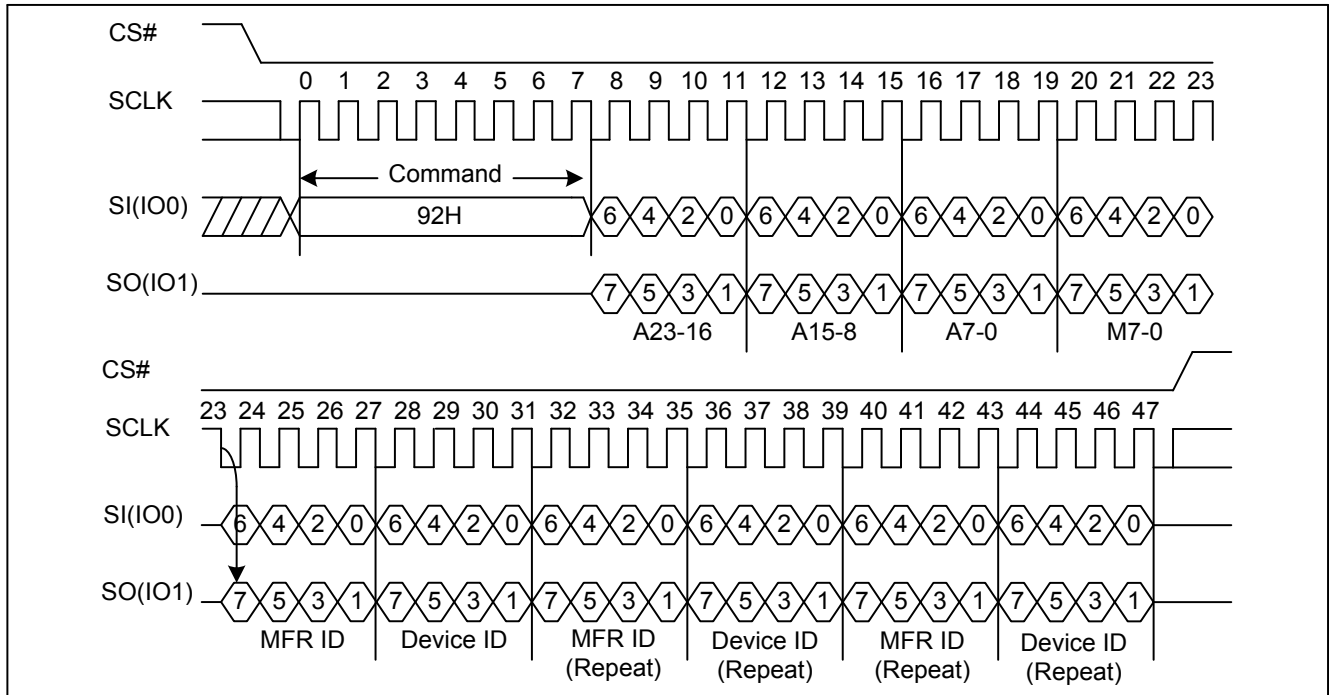 CS#
0 1 2 3 4 5 6 7 8 9 10 11 12 13 14 15 16 17 18 19 20 21 22 23
SCLK
Command
SI(IO0) 92H 6 4 2 0 6 4 2 0 6 4 2 0 6 4 2 0
SO(IO1) 7 5 3 1 7 5 3 1 7 5 3 1 7 5 3 1
A23-16 A15-8 A7-0 M7-0
CS#
23 24 25 26 27 28 29 30 31 32 33 34 35 36 37 38 39 40 41 42 43 44 45 46 47
SCLK
SI(IO0) 6 4 2 0 6 4 2 0 6 4 2 0 6 4 2 0 6 4 2 0 6 4 2 0
SO(IO1) 7 5 3 1 7 5 3 1 7 5 3 1 7 5 3 1 7 5 3 1 7 5 3 1
MFR ID Device ID MFR ID Device ID MFR ID Device ID
(Repeat) (Repeat) (Repeat) (Repeat)